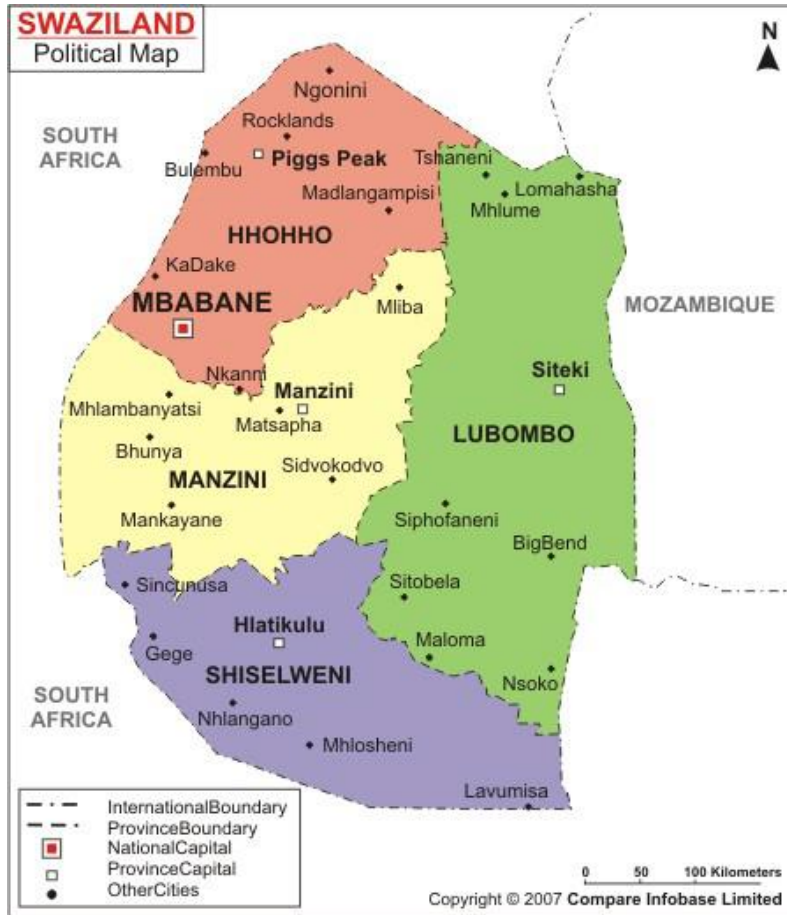 SWAZILAND
Political Map
N
Ngonini
SOUTH
AFRICA
Rocklands
Bulembu
Piggs Peak
Tshaneni
Lomahasha
Madlangampisi
Mhlume
HHOHHO
KaDake
MBABANE
Mliba
MOZAMBIQUE
Nkanni
Siteki
Manzini
Mhlambanyatsi
Matsapha
LUBOMBO
Bhunya
MANZINI
Sidvokodvo
Mankayane
Siphofaneni
BigBend
Sincunusa
Sitobela
Hlatikulu
Gege
Maloma
SHISELWENI
Nsoko
SOUTH
AFRICA
Nhlangano
Mhlosheni
Lavumisa
InternationalBoundary
ProvinceBoundary
NationalCapital
ProvinceCapital
OtherCities
0 50 100 Kilometers
Copyright © 2007 Compare Infobase Limited